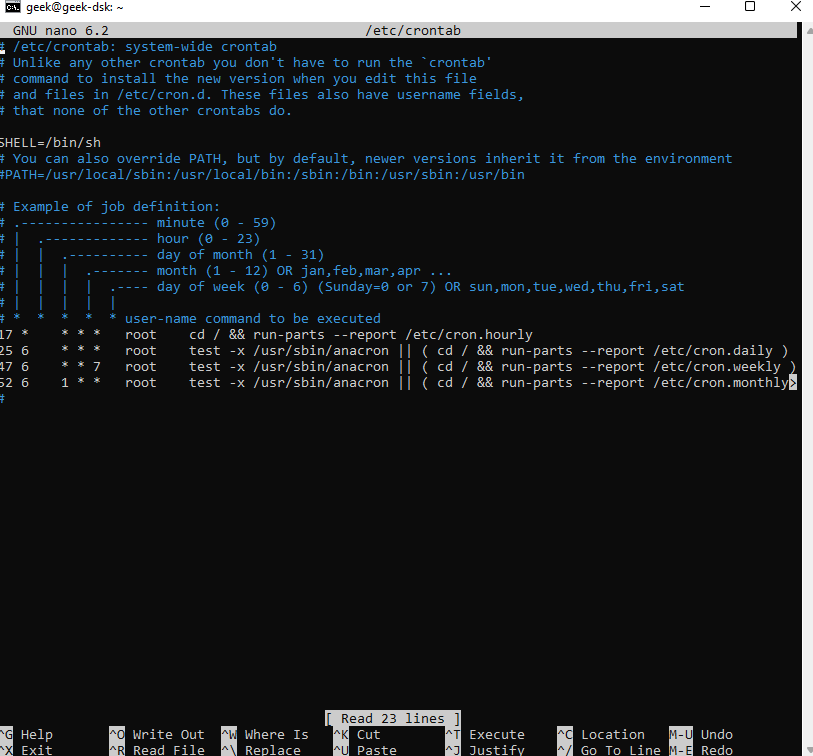 geek@geek-dsk: ~
GNU nano 6.2 /etc/crontab
# /etc/crontab: system-wide crontab
# Unlike any other crontab you don't have to run the `crontab'
# command to install the new version when you edit this file
# and files in /etc/cron.d. These files also have username fields,
# that none of the other crontabs do.
SHELL=/bin/sh
# You can also override PATH, but by default, newer versions inherit it from the environment
#PATH=/usr/local/sbin:/usr/local/bin:/sbin:/bin:/usr/sbin:/usr/bin
# Example of job definition:
# .---------------- minute (0 - 59)
# |  .------------- hour (0 - 23)
# |  |  .---------- day of month (1 - 31)
# |  |  |  .------- month (1 - 12) OR jan,feb,mar,apr ...
# |  |  |  |  .---- day of week (0 - 6) (Sunday=0 or 7) OR sun,mon,tue,wed,thu,fri,sat
# |  |  |  |  |
# *  *  *  *  * user-name command to be executed
17 *    * * *   root    cd / && run-parts --report /etc/cron.hourly
25 6    * * *   root    test -x /usr/sbin/anacron || ( cd / && run-parts --report /etc/cron.daily )
47 6    * * 7   root    test -x /usr/sbin/anacron || ( cd / && run-parts --report /etc/cron.weekly )
52 6    1 * *   root    test -x /usr/sbin/anacron || ( cd / && run-parts --report /etc/cron.monthly>
#
[ Read 23 lines ]
^G Help ^O Write Out ^W Where Is ^K Cut ^T Execute ^C Location M-U Undo
^X Exit ^R Read File ^\ Replace ^U Paste ^J Justify ^/ Go To Line M-E Redo